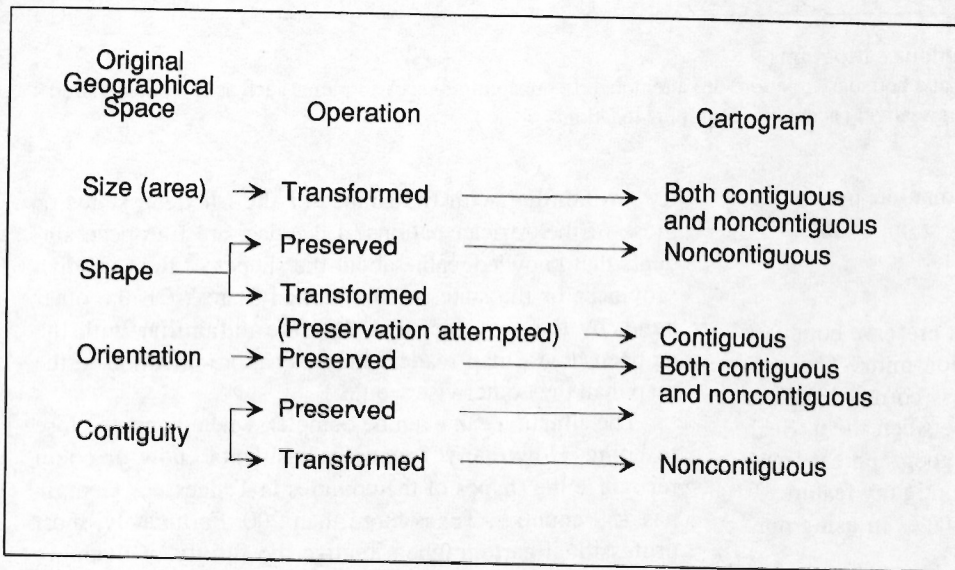 Original
Geographical
Space
Operation
Cartogram
Size (area) → Transformed → Both contiguous
and noncontiguous
Shape
Preserved → Noncontiguous
Transformed
(Preservation attempted) → Contiguous
Orientation → Preserved → Both contiguous
and noncontiguous
Contiguity
Preserved
Transformed → Noncontiguous